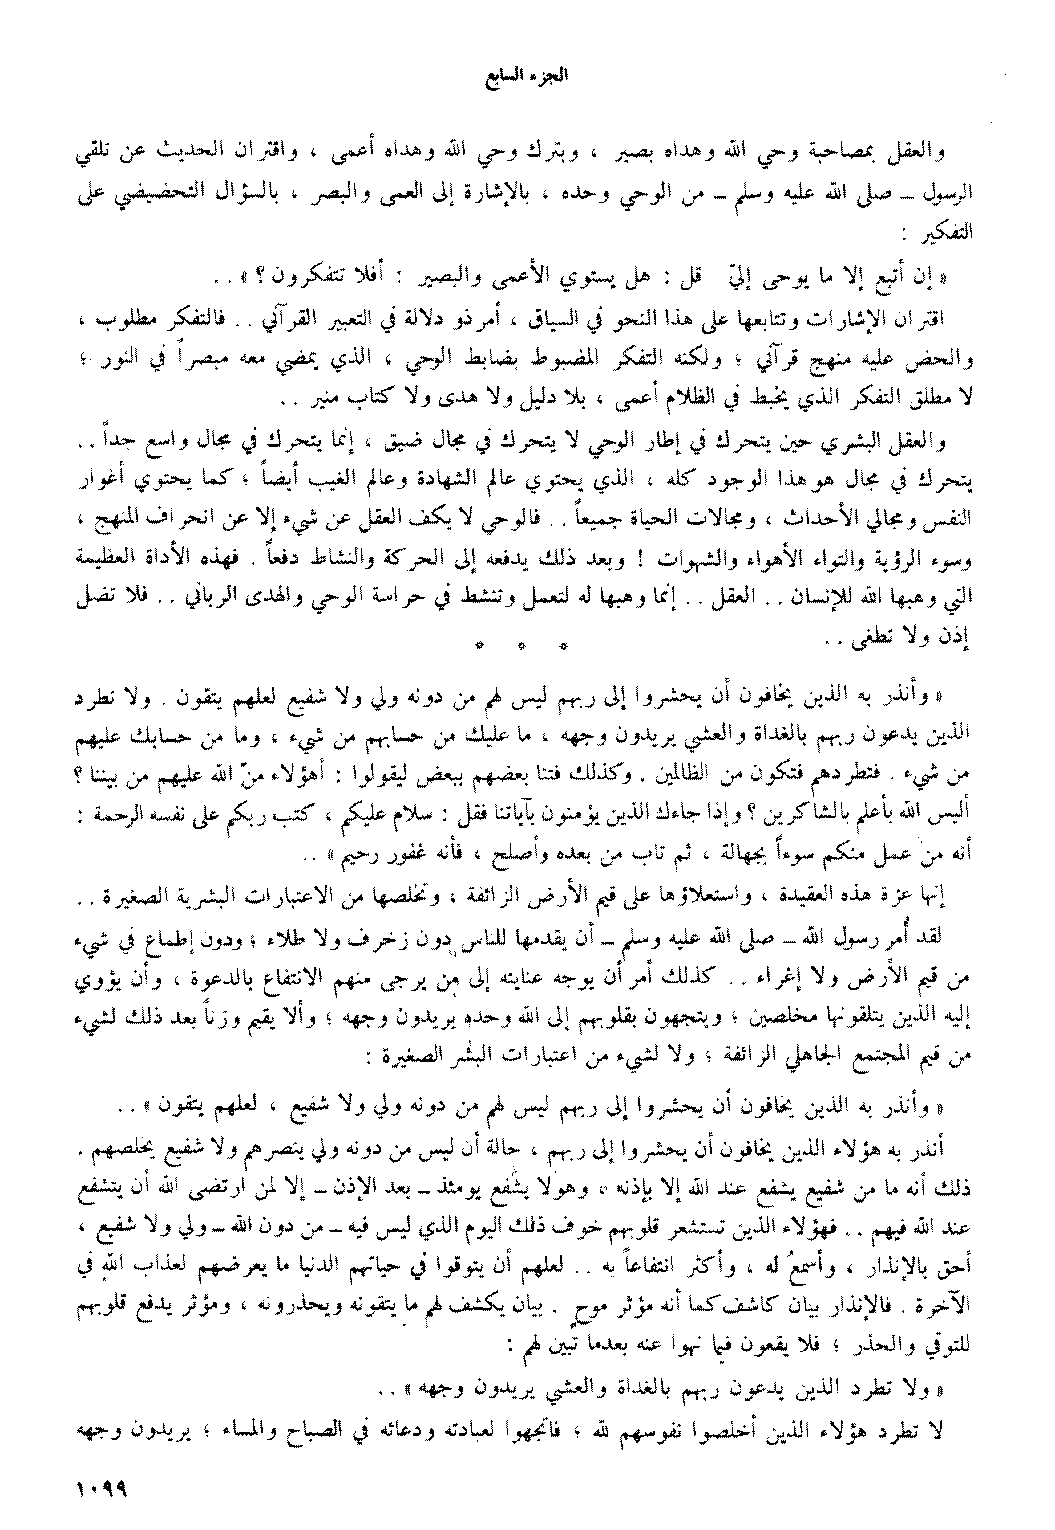 الجزء السابع
والعقل بمصاحبة وحي الله وهداه بصير ، وبترك وحي الله وهداه أعمى ، واقتران الحديث عن تلقي
الرسول – صلى الله عليه وسلم – من الوحي وحده ، بالإشارة إلى العمى والبصر ، بالسؤال التحضيضي على
التفكير :
« إن أتبع إلا ما يوحى إليّ قل : هل يستوي الأعمى والبصير : أفلا تتفكرون ؟ » ..
اقتران الإشارات وتتابعها على هذا النحو في السياق ، أمر ذو دلالة في التعبير القرآني .. فالتفكر مطلوب ،
والحض عليه منهج قرآني ؛ ولكنه التفكر المضبوط بضابط الوحي ، الذي يمضي معه مبصراً في النور ؛
لا مطلق التفكر الذي يخبط في الظلام أعمى ، بلا دليل ولا هدى ولا كتاب منير ..
والعقل البشري حين يتحرك في إطار الوحي لا يتحرك في مجال ضيق ، إنما يتحرك في مجال واسع جداً ..
يتحرك في مجال هو هذا الوجود كله ، الذي يحتوي عالم الشهادة وعالم الغيب أيضاً ؛ كما يحتوي أغوار
النفس ومجالي الأحداث ، ومجالات الحياة جميعاً .. فالوحي لا يكف العقل عن شيء إلا عن انحراف المنهج ،
وسوء الرؤية والتواء الأهواء والشهوات ! وبعد ذلك يدفعه إلى الحركة والنشاط دفعاً . فهذه الأداة العظيمة
التي وهبها الله للإنسان .. العقل .. إنما وهبها له لتعمل وتنشط في حراسة الوحي والهدى الرباني .. فلا تضل
إذن ولا تطغى ..
* * *
« وأنذر به الذين يخافون أن يحشروا إلى ربهم ليس لهم من دونه ولي ولا شفيع لعلهم يتقون . ولا تطرد
الذين يدعون ربهم بالغداة والعشي يريدون وجهه ، ما عليك من حسابهم من شيء ، وما من حسابك عليهم
من شيء . فتطردهم فتكون من الظالمين . وكذلك فتنا بعضهم ببعض ليقولوا : أهؤلاء منّ الله عليهم من بيننا ؟
أليس الله بأعلم بالشاكرين ؟ وإذا جاءك الذين يؤمنون بآياتنا فقل : سلام عليكم ، كتب ربكم على نفسه الرحمة :
أنه من عمل منكم سوءاً بجهالة ، ثم تاب من بعده وأصلح ، فأنه غفور رحيم » ..
إنها عزة هذه العقيدة ، واستعلاؤها على قيم الأرض الزائفة ، وتخلصها من الاعتبارات البشرية الصغيرة ..
لقد أُمر رسول الله – صلى الله عليه وسلم – أن يقدمها للناس دون زخرف ولا طلاء ؛ ودون إطماع في شيء
من قيم الأرض ولا إغراء .. كذلك أمر أن يوجه عنايته إلى من يرجى منهم الانتفاع بالدعوة ، وأن يؤوي
إليه الذين يتلقونها مخلصين ؛ ويتجهون بقلوبهم إلى الله وحده يريدون وجهه ؛ وألا يقيم وزناً بعد ذلك لشيء
من قيم المجتمع الجاهلي الزائفة ؛ ولا لشيء من اعتبارات البشر الصغيرة :
« وأنذر به الذين يخافون أن يحشروا إلى ربهم ليس لهم من دونه ولي ولا شفيع ، لعلهم يتقون » ..
أنذر به هؤلاء الذين يخافون أن يحشروا إلى ربهم ، حالة أن ليس من دونه ولي ينصرهم ولا شفيع يخلصهم .
ذلك أنه ما من شفيع يشفع عند الله إلا بإذنه ، وهو لا يشفع يومئذ – بعد الإذن – إلا لمن ارتضى الله أن يتشفع
عند الله فيهم .. فهؤلاء الذين تستشعر قلوبهم خوف ذلك اليوم الذي ليس فيه – من دون الله – ولي ولا شفيع ،
أحق بالإنذار ، وأسمعُ له ، وأكثر انتفاعاً به .. لعلهم أن يتوقوا في حياتهم الدنيا ما يعرضهم لعذاب الله في
الآخرة . فالإنذار بيان كاشف كما أنه مؤثر موح . بيان يكشف لهم ما يتقونه ويحذرونه ، ومؤثر يدفع قلوبهم
للتوقي والحذر ؛ فلا يقعون فيما نهوا عنه بعدما تبين لهم :
« ولا تطرد الذين يدعون ربهم بالغداة والعشي يريدون وجهه » ..
لا تطرد هؤلاء الذين أخلصوا نفوسهم لله ؛ فاتجهوا لعبادته ودعائه في الصباح والمساء ؛ يريدون وجهه
١٠٩٩